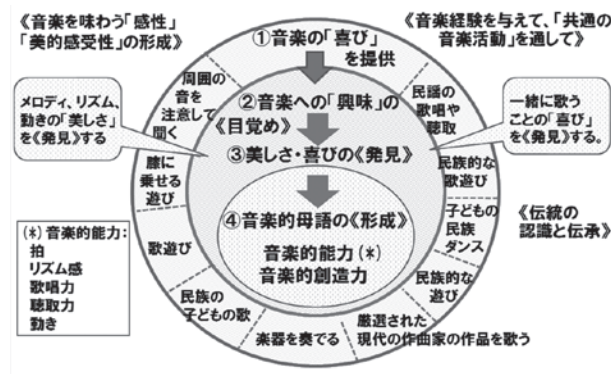 《音楽を味わう「感性」
「美的感受性」の形成》
《音楽経験を与えて、「共通の
音楽活動」を通して》
①音楽の「喜び」
を提供
周囲の
音を
注意して
聞く
②音楽への「興味」の
《目覚め》
民謡の
歌唱や
聴取
メロディ、リズム、
動きの「美しさ」
を《発見》する
一緒に歌う
ことの「喜び」
を《発見》する。
③美しさ・喜びの《発見》
膝に
乗せる
遊び
民族的な
歌遊び
④音楽的母語の《形成》
音楽的能力(*)
音楽的創造力
子どもの
民族
ダンス
《伝統の
認識と伝承》
(*)音楽的能力:
拍
リズム感
歌唱力
聴取力
動き
歌遊び
民族的な
遊び
民族の
子どもの歌
楽器を奏でる
厳選された
現代の作曲家の作品を歌う